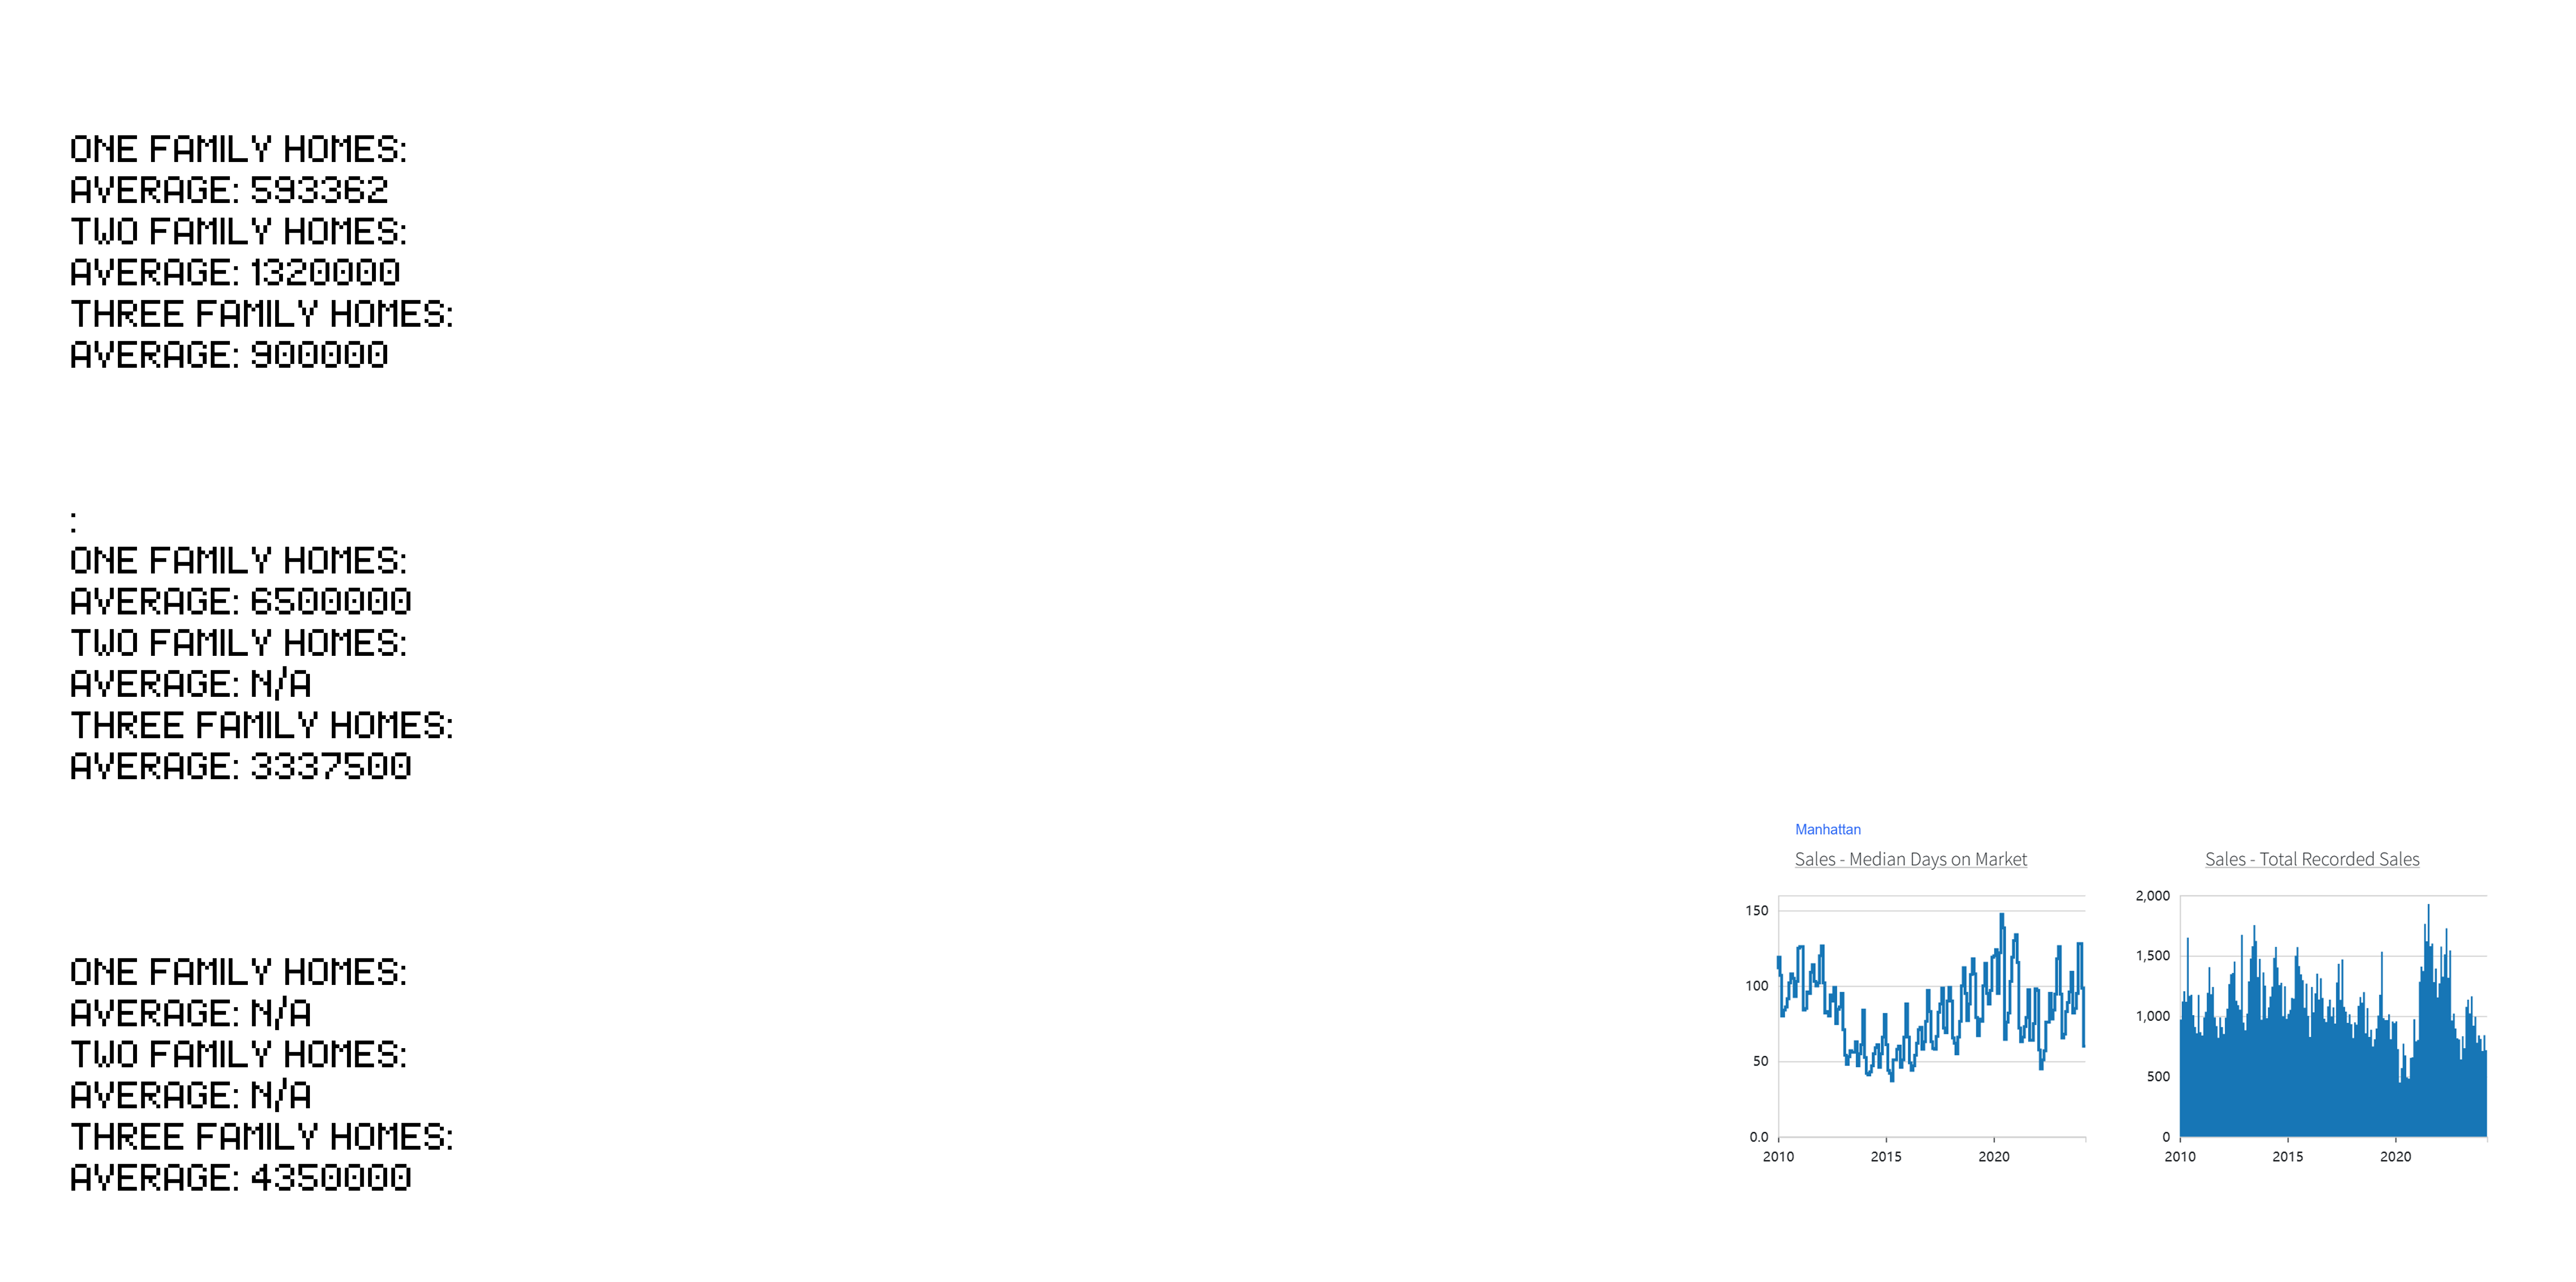 ONE FAMILY HOMES:
AVERAGE: 593362
TWO FAMILY HOMES:
AVERAGE: 1320000
THREE FAMILY HOMES:
AVERAGE: 900000
:
ONE FAMILY HOMES:
AVERAGE: 6500000
TWO FAMILY HOMES:
AVERAGE: N/A
THREE FAMILY HOMES:
AVERAGE: 3337500
ONE FAMILY HOMES:
AVERAGE: N/A
TWO FAMILY HOMES:
AVERAGE: N/A
THREE FAMILY HOMES:
AVERAGE: 4350000
Manhattan
Sales - Median Days on Market
150
100
50
0.0
2010 2015 2020
Sales - Total Recorded Sales
2,000
1,500
1,000
500
0
2010 2015 2020